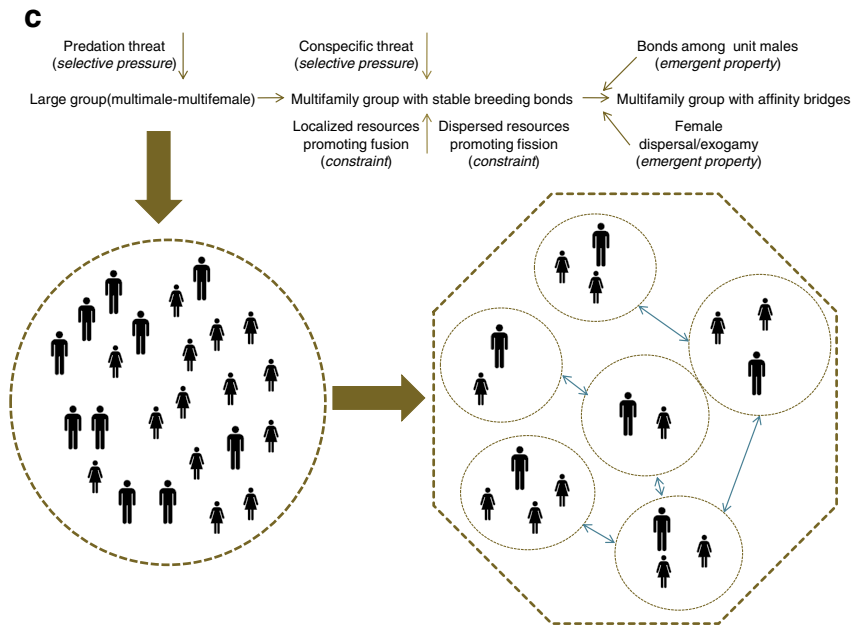 c
Predation threat
(selective pressure)
Conspecific threat
(selective pressure)
Bonds among unit males
(emergent property)
Large group(multimale-multifemale)
Multifamily group with stable breeding bonds
Multifamily group with affinity bridges
Localized resources
promoting fusion
(constraint)
Dispersed resources
promoting fission
(constraint)
Female
dispersal/exogamy
(emergent property)